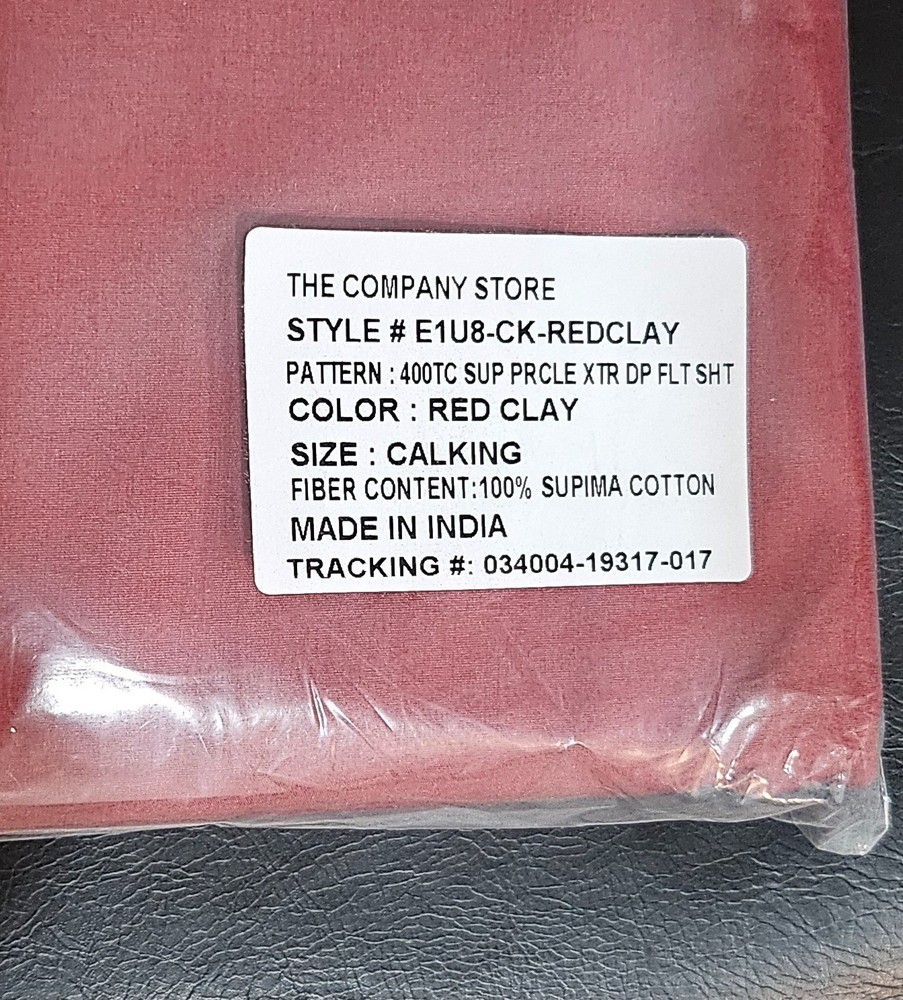 THE COMPANY STORE
STYLE # E1U8-CK-REDCLAY
PATTERN : 400TC SUP PRCLE XTR DP FLT SHT
COLOR : RED CLAY
SIZE : CALKING
FIBER CONTENT:100% SUPIMA COTTON
MADE IN INDIA
TRACKING #: 034004-19317-017